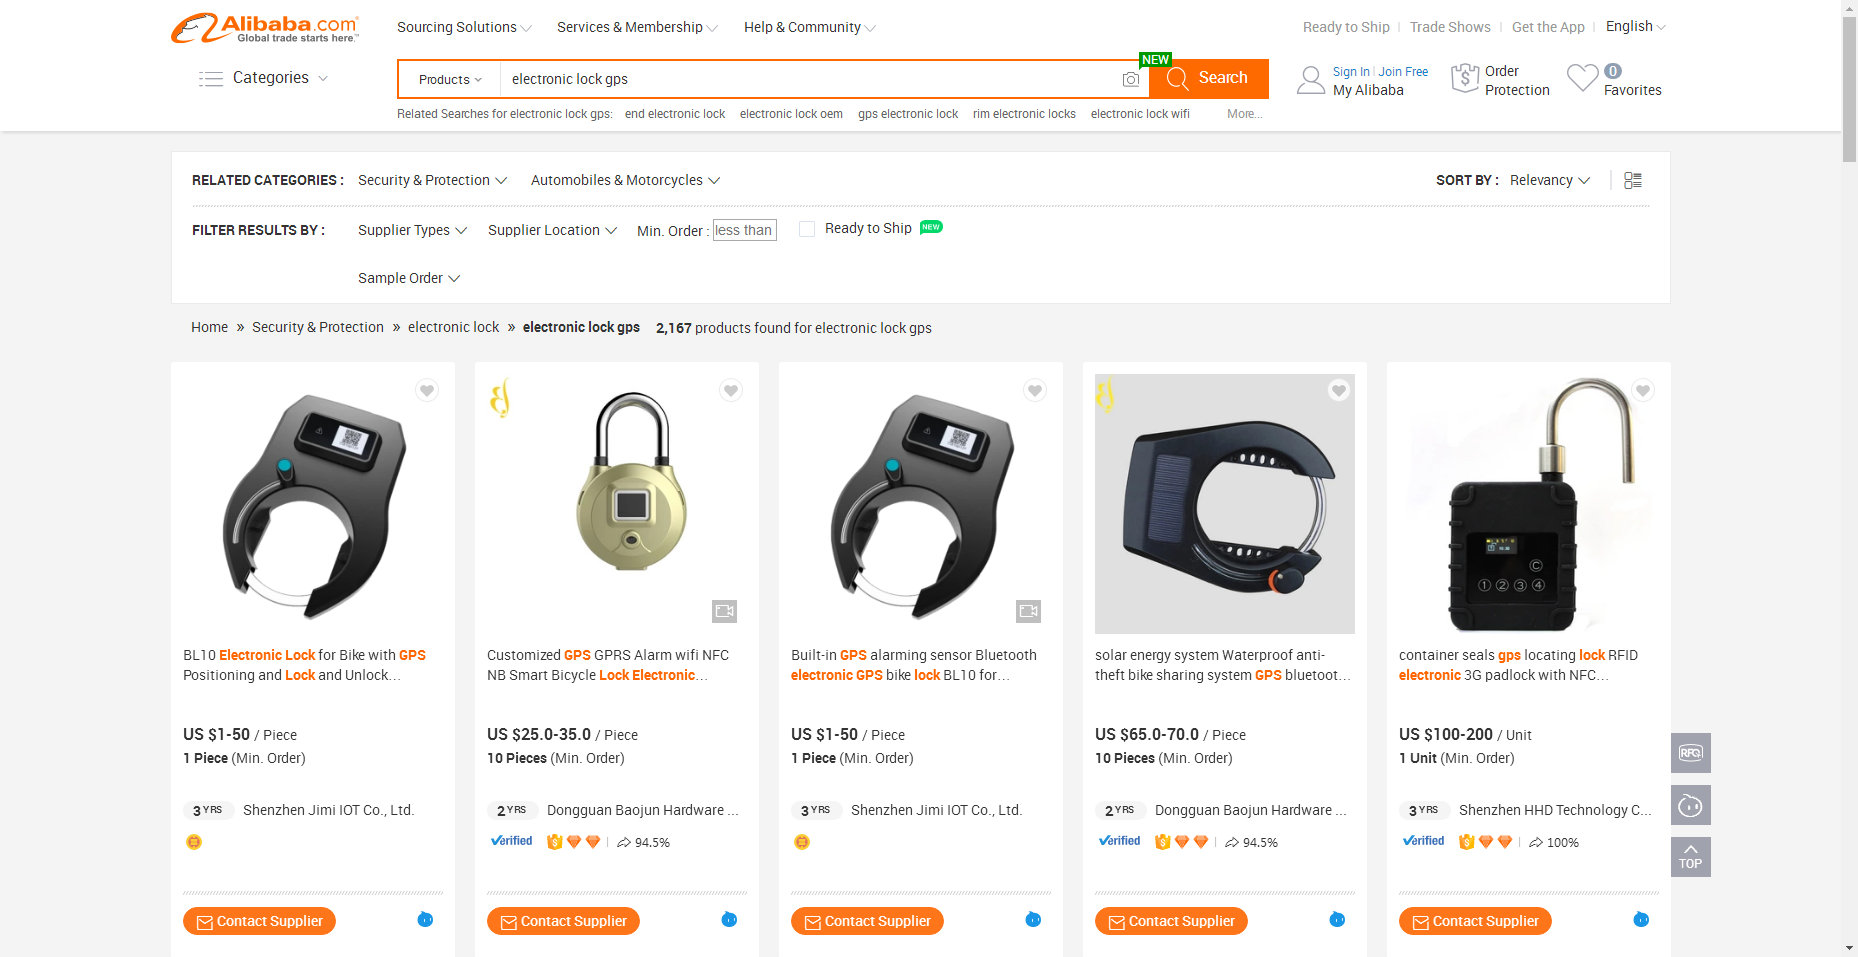 Alibaba.com
Global trade starts here.™
Sourcing Solutions
Services & Membership
Help & Community
Ready to Ship
Trade Shows
Get the App
English
Categories
Products
electronic lock gps
NEW
Search
Sign In
Join Free
My Alibaba
Order
Protection
0
Favorites
Related Searches for electronic lock gps: end electronic lock electronic lock oem gps electronic lock rim electronic locks electronic lock wifi More...
RELATED CATEGORIES : Security & Protection Automobiles & Motorcycles
SORT BY : Relevancy
FILTER RESULTS BY : Supplier Types Supplier Location Min. Order : less than Ready to Ship NEW
Sample Order
Home » Security & Protection » electronic lock » electronic lock gps 2,167 products found for electronic lock gps
BL10 Electronic Lock for Bike with GPS
Positioning and Lock and Unlock...
US $1-50 / Piece
1 Piece (Min. Order)
3 YRS Shenzhen Jimi IOT Co., Ltd.
Contact Supplier
Customized GPS GPRS Alarm wifi NFC
NB Smart Bicycle Lock Electronic...
US $25.0-35.0 / Piece
10 Pieces (Min. Order)
2 YRS Dongguan Baojun Hardware ...
Verified 94.5%
Contact Supplier
Built-in GPS alarming sensor Bluetooth
electronic GPS bike lock BL10 for...
US $1-50 / Piece
1 Piece (Min. Order)
3 YRS Shenzhen Jimi IOT Co., Ltd.
Contact Supplier
solar energy system Waterproof anti-
theft bike sharing system GPS bluetoot...
US $65.0-70.0 / Piece
10 Pieces (Min. Order)
2 YRS Dongguan Baojun Hardware ...
Verified 94.5%
Contact Supplier
C
1 2 3 4
container seals gps locating lock RFID
electronic 3G padlock with NFC...
US $100-200 / Unit
1 Unit (Min. Order)
3 YRS Shenzhen HHD Technology C...
Verified 100%
Contact Supplier
RFQ
TOP